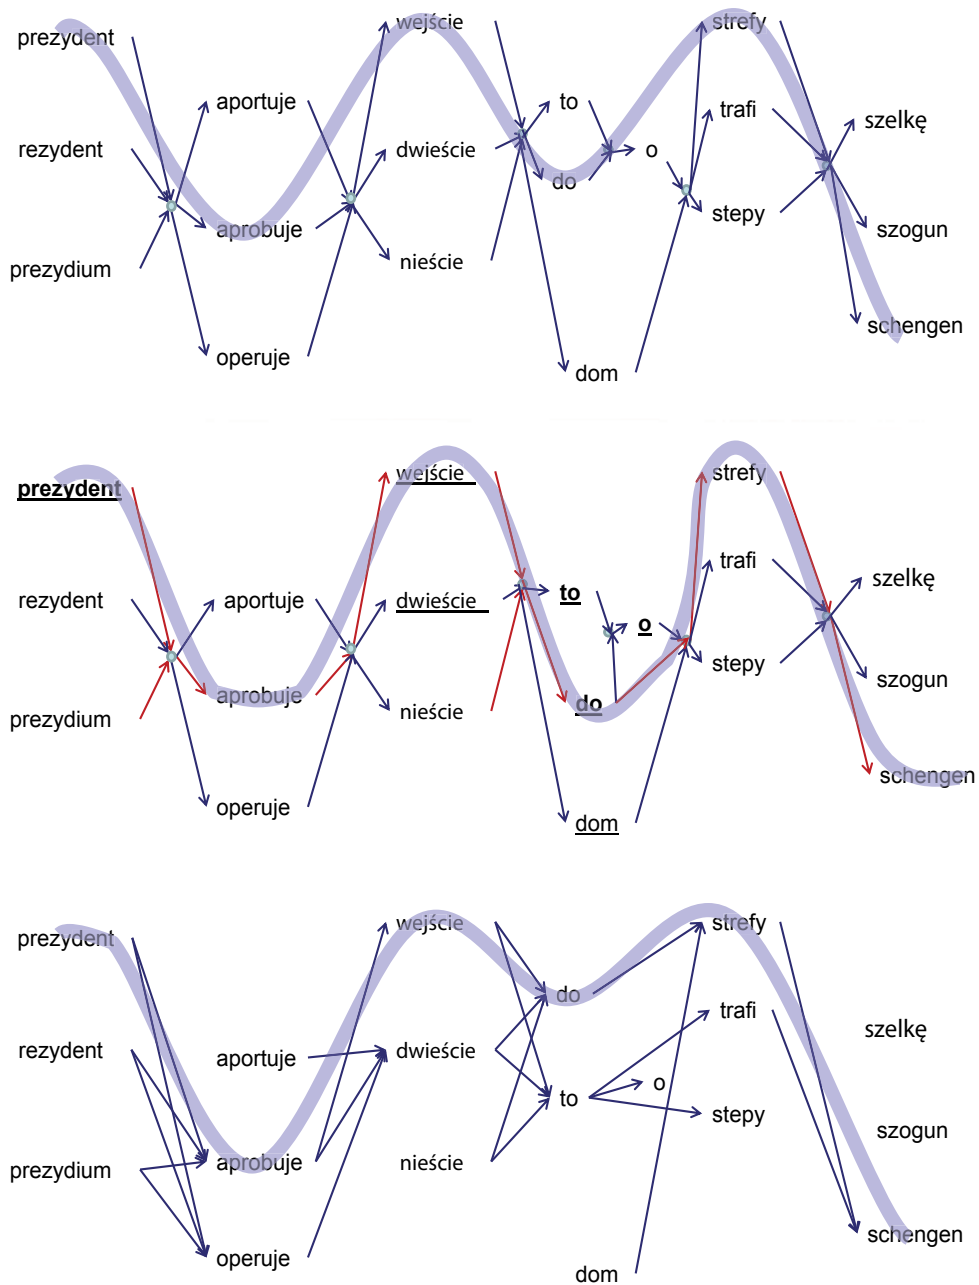 prezydent
rezydent
prezydium
aportuje
aprobuje
operuje
wejście
dwieście
nieście
to
do
dom
o
strefy
trafi
stepy
szelkę
szogun
schengen
prezydent
rezydent
prezydium
aportuje
aprobuje
operuje
wejście
dwieście
nieście
to
do
dom
o
strefy
trafi
stepy
szelkę
szogun
schengen
prezydent
rezydent
prezydium
aportuje
aprobuje
operuje
wejście
dwieście
nieście
do
to
dom
o
strefy
trafi
stepy
szelkę
szogun
schengen